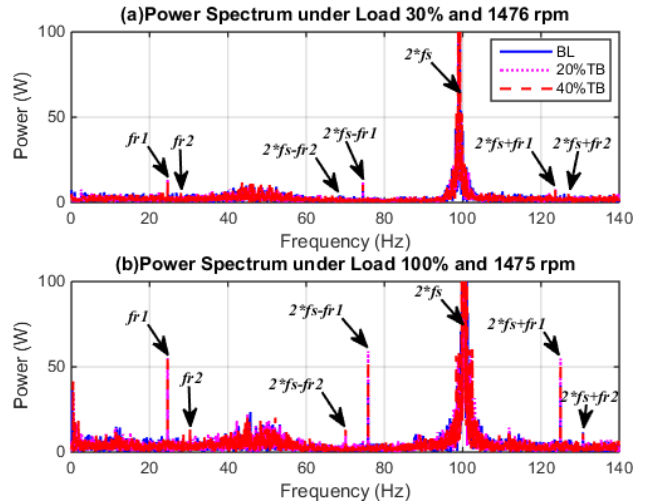 (a)Power Spectrum under Load 30% and 1476 rpm
100
50
0
Power (W)
2*fs
BL
20%TB
40%TB
fr1
fr2
2*fs-fr2
2*fs-fr1
2*fs+fr1
2*fs+fr2
0 20 40 60 80 100 120 140
Frequency (Hz)
(b)Power Spectrum under Load 100% and 1475 rpm
100
50
0
Power (W)
fr1
fr2
2*fs-fr1
2*fs-fr2
2*fs
2*fs+fr1
2*fs+fr2
0 20 40 60 80 100 120 140
Frequency (Hz)